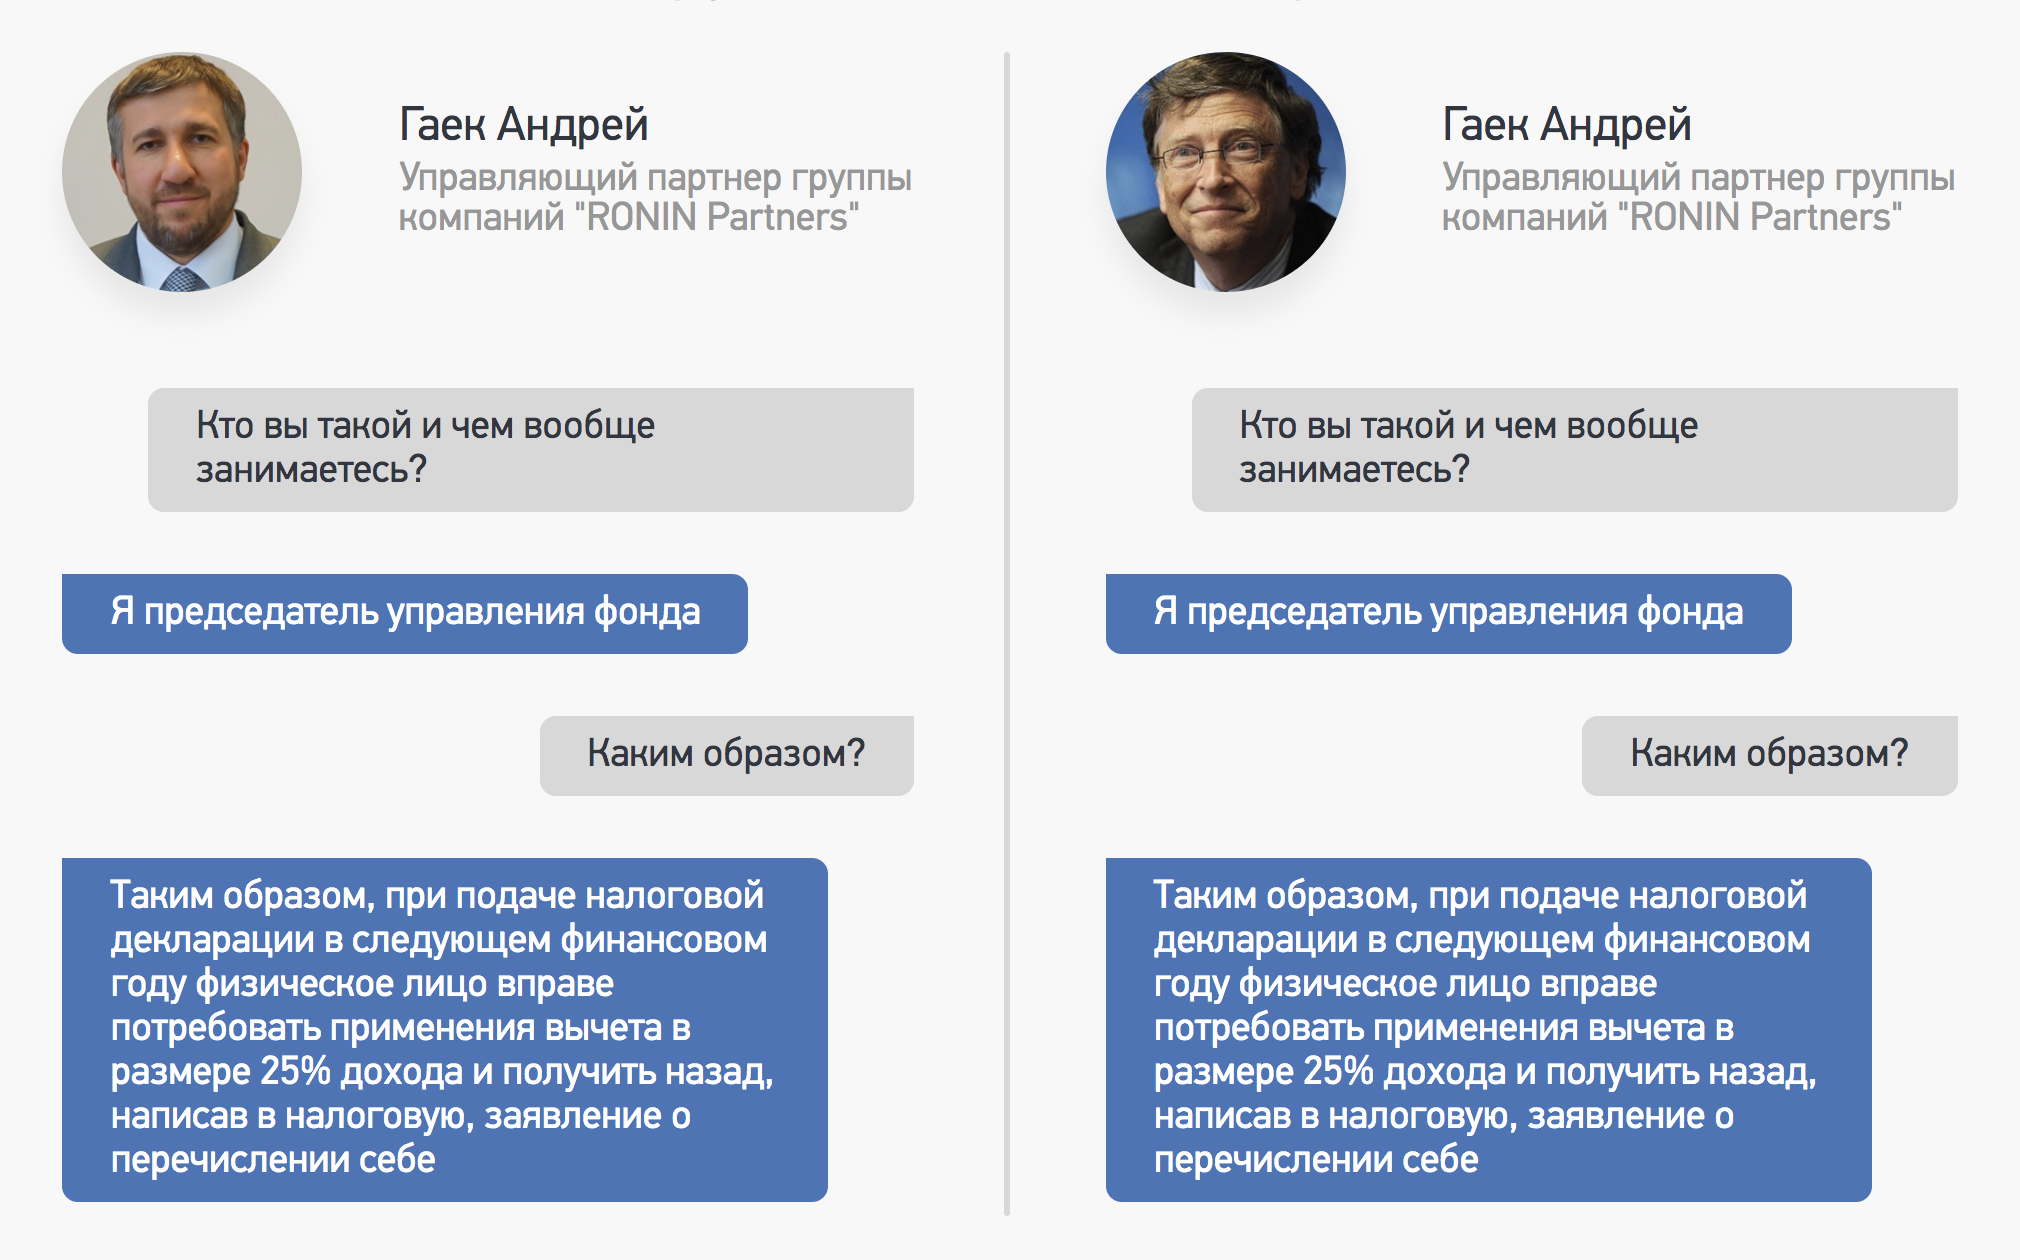 Гаек Андрей
Управляющий партнер группы
компаний "RONIN Partners"
Кто вы такой и чем вообще
занимаетесь?
Я председатель управления фонда
Каким образом?
Таким образом, при подаче налоговой
декларации в следующем финансовом
году физическое лицо вправе
потребовать применения вычета в
размере 25% дохода и получить назад,
написав в налоговую, заявление о
перечислении себе
Гаек Андрей
Управляющий партнер группы
компаний "RONIN Partners"
Кто вы такой и чем вообще
занимаетесь?
Я председатель управления фонда
Каким образом?
Таким образом, при подаче налоговой
декларации в следующем финансовом
году физическое лицо вправе
потребовать применения вычета в
размере 25% дохода и получить назад,
написав в налоговую, заявление о
перечислении себе